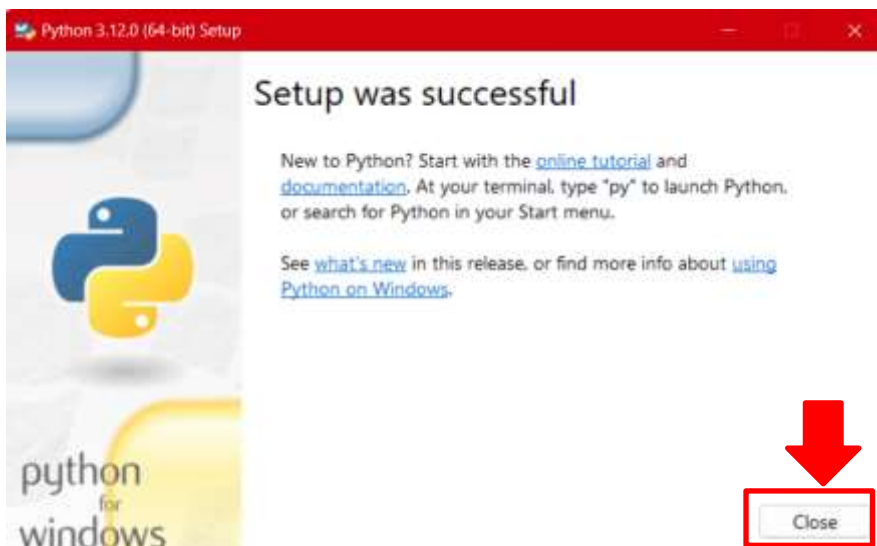 Python 3.12.0 (64-bit) Setup
Setup was successful
New to Python? Start with the online tutorial and
documentation. At your terminal, type "py" to launch Python,
or search for Python in your Start menu.
See what's new in this release, or find more info about using
Python on Windows.
python
for
windows
Close